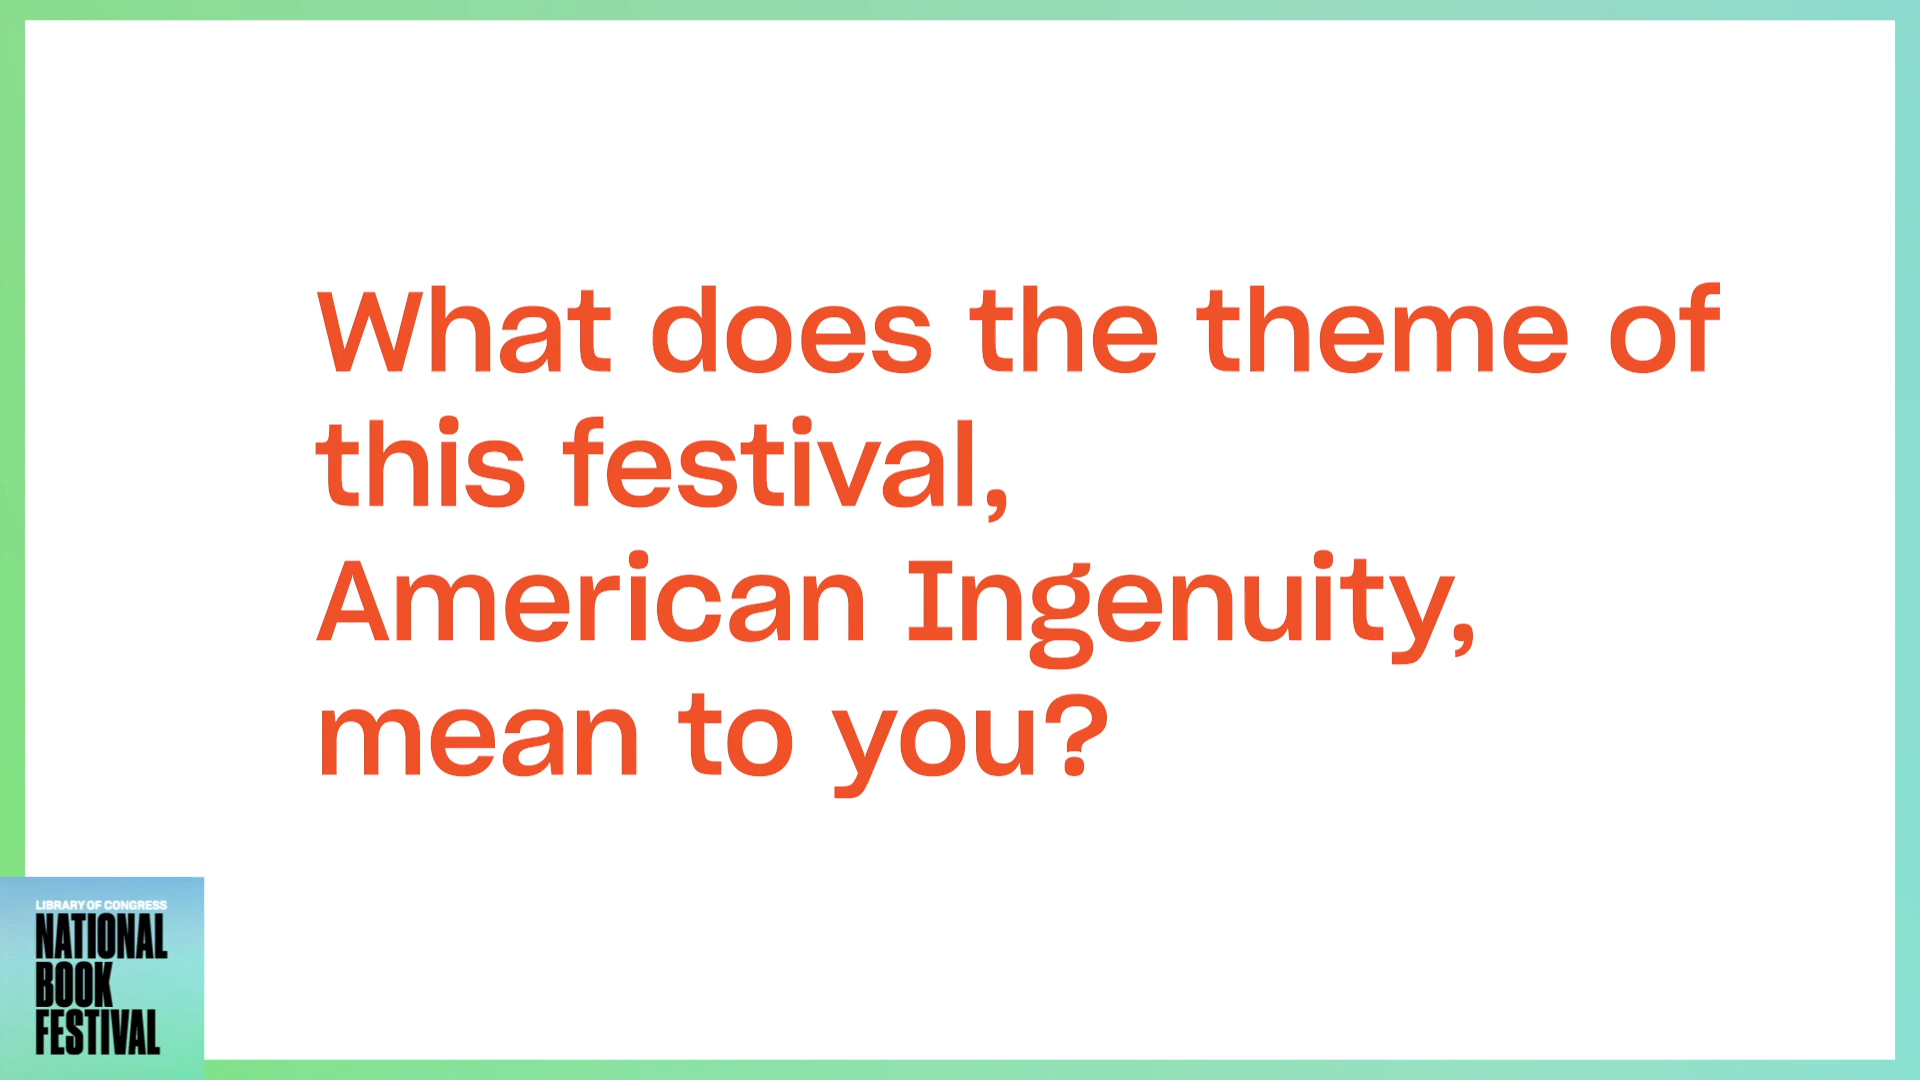 What does the theme of
this festival,
American Ingenuity,
mean to you?
LIBRARY OF CONGRESS
NATIONAL
BOOK
FESTIVAL